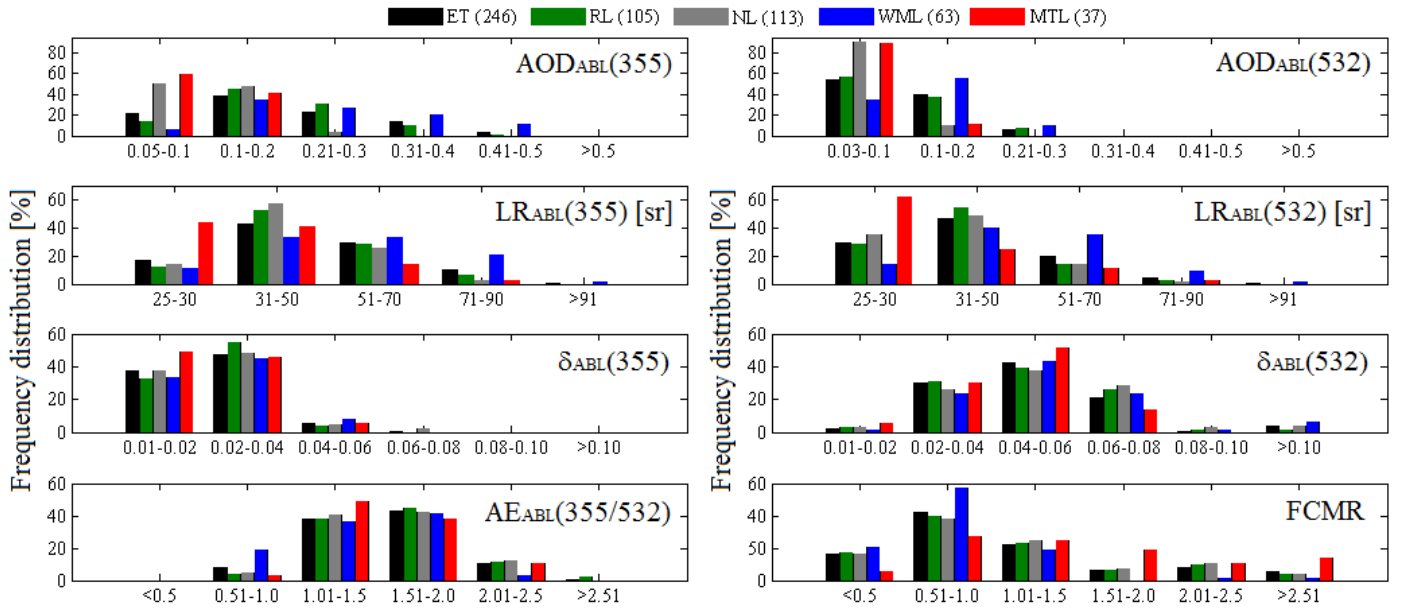 ET (246) RL (105) NL (113) WML (63) MTL (37)
Frequency distribution [%]
AODABL(355)
80
60
40
20
0
0.05-0.1 0.1-0.2 0.21-0.3 0.31-0.4 0.41-0.5 >0.5
LRABL(355) [sr]
60
40
20
0
25-30 31-50 51-70 71-90 >91
δABL(355)
60
40
20
0
0.01-0.02 0.02-0.04 0.04-0.06 0.06-0.08 0.08-0.10 >0.10
AEABL(355/532)
60
40
20
0
<0.5 0.51-1.0 1.01-1.5 1.51-2.0 2.01-2.5 >2.51
Frequency distribution [%]
AODABL(532)
80
60
40
20
0
0.03-0.1 0.1-0.2 0.21-0.3 0.31-0.4 0.41-0.5 >0.5
LRABL(532) [sr]
60
40
20
0
25-30 31-50 51-70 71-90 >91
δABL(532)
60
40
20
0
0.01-0.02 0.02-0.04 0.04-0.06 0.06-0.08 0.08-0.10 >0.10
FCMR
60
40
20
0
<0.5 0.51-1.0 1.01-1.5 1.51-2.0 2.01-2.5 >2.51